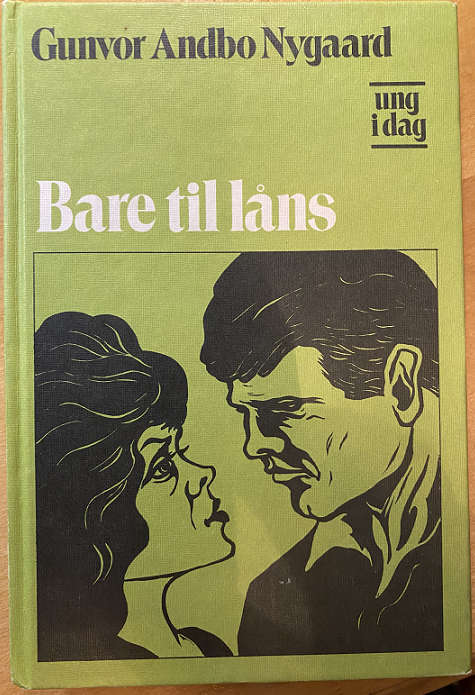 Gunvor Andbo Nygaard
ung
i dag
Bare til låns